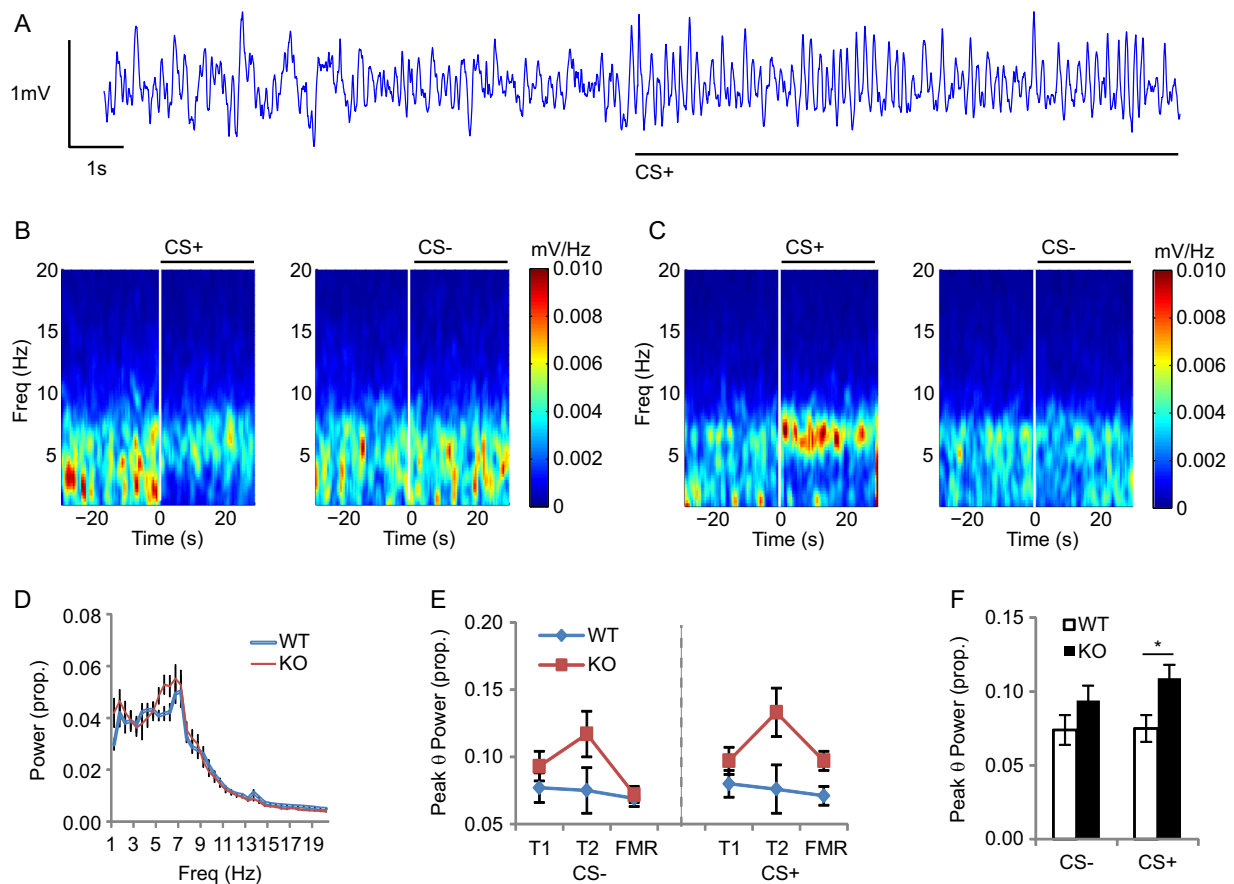 A
1mV
1s
CS+
B
CS+
CS-
mV/Hz
20
15
10
5
Freq (Hz)
−20 0 20
Time (s)
20
15
10
5
−20 0 20
Time (s)
0.010
0.008
0.006
0.004
0.002
0
C
CS+
CS-
mV/Hz
20
15
10
5
Freq (Hz)
−20 0 20
Time (s)
20
15
10
5
−20 0 20
Time (s)
0.010
0.008
0.006
0.004
0.002
0
D
Power (prop.)
0.08
0.06
0.04
0.02
0.00
WT
KO
1 3 5 7 9 11 13 15 17 19
Freq (Hz)
E
Peak θ Power (prop.)
0.20
0.15
0.10
0.05
WT
KO
T1 T2 FMR
CS-
T1 T2 FMR
CS+
F
Peak θ Power (prop.)
0.15
0.10
0.05
0.00
WT
KO
*
CS- CS+